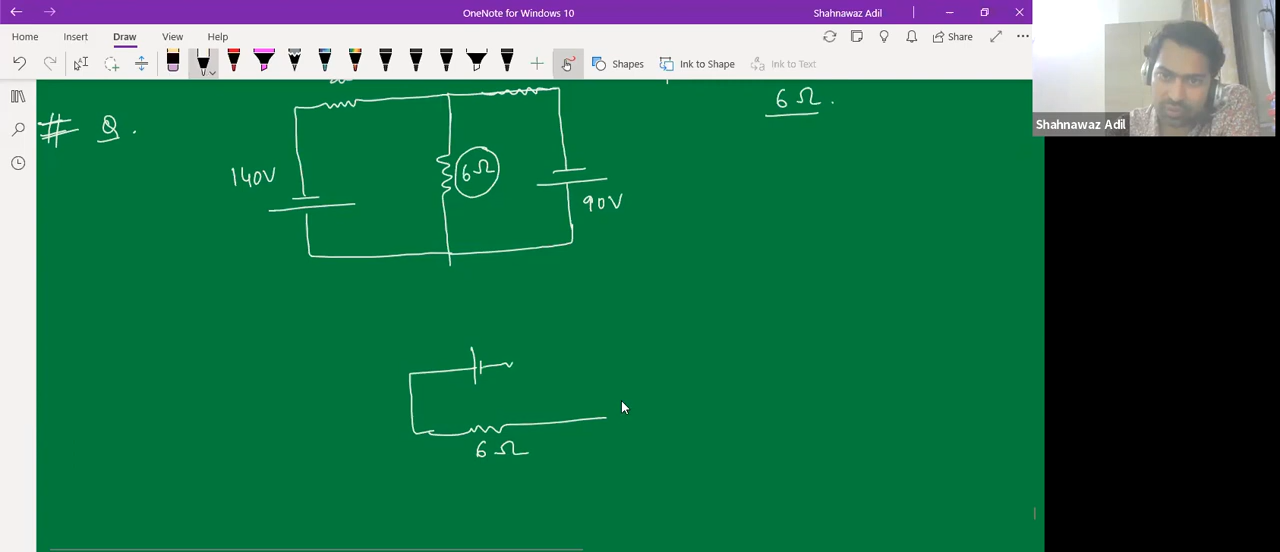 OneNote for Windows 10
Shahnawaz Adil
Home Insert Draw View Help
Share
Shapes Ink to Shape Ink to Text
Shahnawaz Adil
# Q.
6 Ω.
140V
6Ω
90V
6 Ω